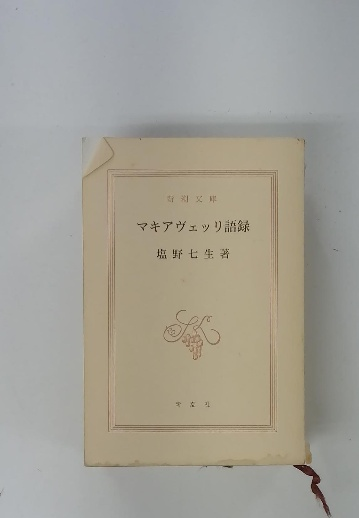 新潮文庫
マキアヴェッリ語録
塩野七生著
新潮社